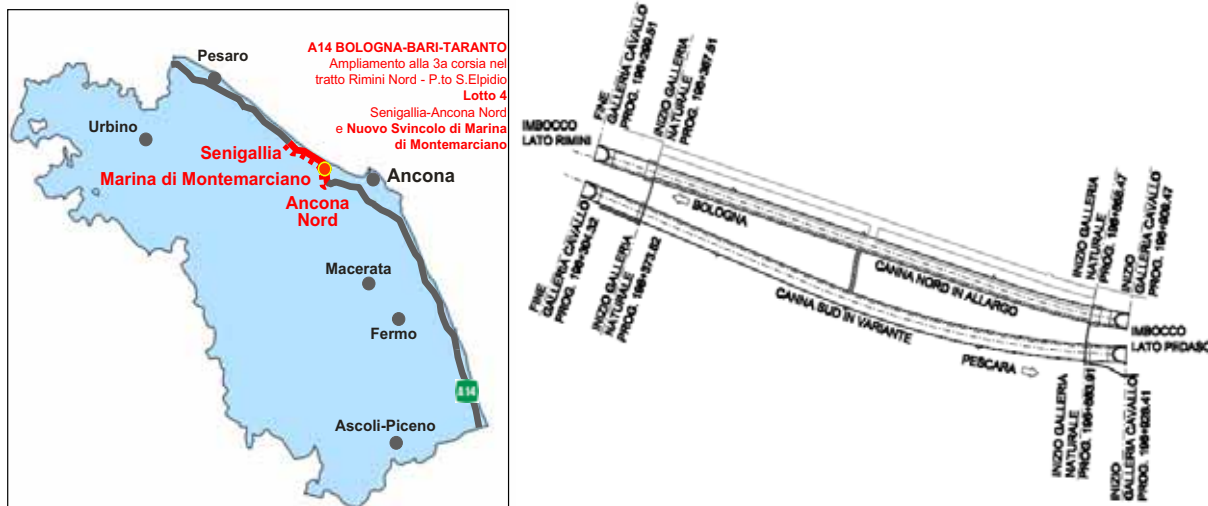 A14 BOLOGNA-BARI-TARANTO
Ampliamento alla 3a corsia nel
tratto Rimini Nord - P.to S.Elpidio
Lotto 4
Senigallia-Ancona Nord
e Nuovo Svincolo di Marina
di Montemarciano
Pesaro
Urbino
Senigallia
Marina di Montemarciano
Ancona
Ancona
Nord
Macerata
Fermo
A14
Ascoli-Piceno
IMBOCCO
LATO RIMINI
FINE
GALLERIA CAVALLO
INIZIO GALLERIA
NATURALE
BOLOGNA
CANNA NORD IN ALLARGO
CANNA SUD IN VARIANTE
PESCARA
FINE
GALLERIA CAVALLO
INIZIO GALLERIA
NATURALE
INIZIO GALLERIA
NATURALE
INIZIO
GALLERIA CAVALLO
IMBOCCO
LATO PEDASO
INIZIO GALLERIA
NATURALE
INIZIO
GALLERIA CAVALLO